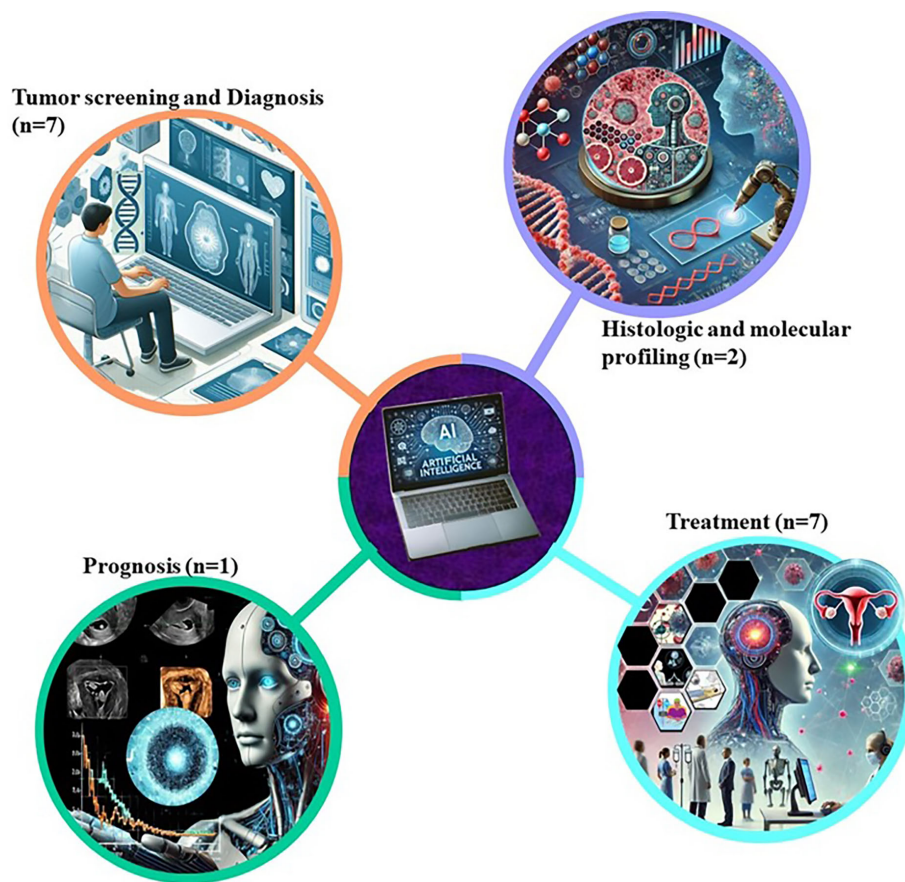 Tumor screening and Diagnosis
(n=7)
Histologic and molecular
profiling (n=2)
AI
ARTIFICIAL
INTELLIGENCE
Treatment (n=7)
Prognosis (n=1)